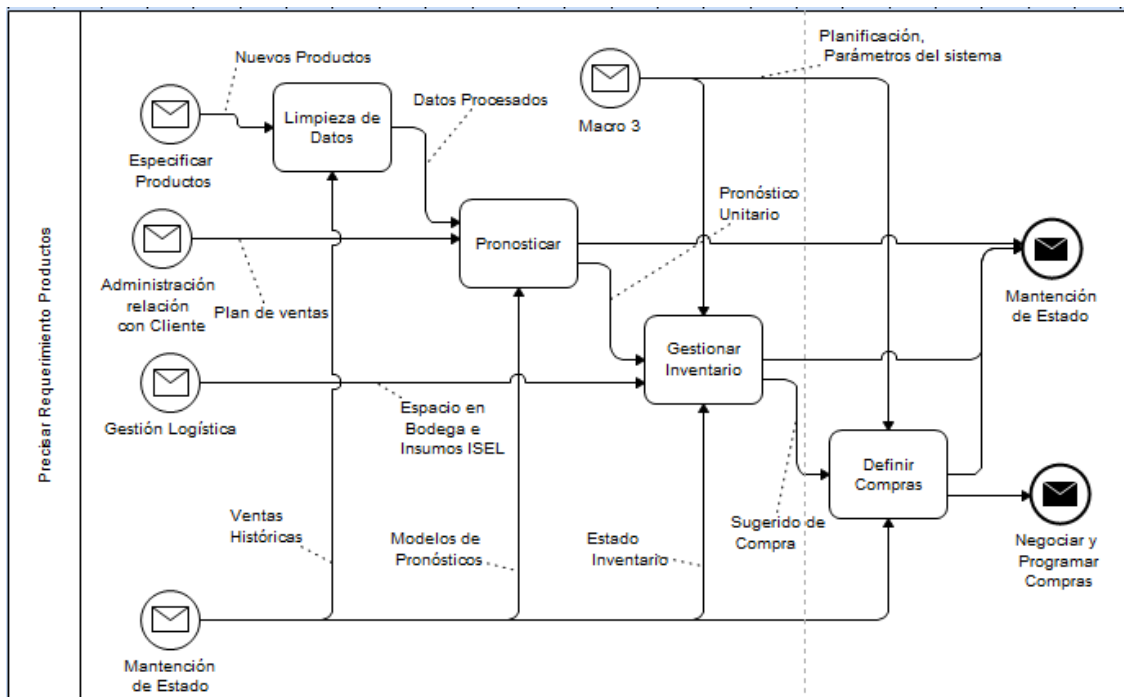 Precisar Requerimiento Productos
Nuevos Productos
Especificar
Productos
Limpieza de
Datos
Datos Procesados
Macro 3
Planificación,
Parámetros del sistema
Administración
relación
con Cliente
Plan de ventas
Pronosticar
Pronóstico
Unitario
Mantención
de Estado
Gestión Logística
Espacio en
Bodega e
Insumos ISEL
Gestionar
Inventario
Definir
Compras
Ventas
Históricas
Modelos de
Pronósticos
Estado
Inventario
Sugerido de
Compra
Negociar y
Programar
Compras
Mantención
de Estado